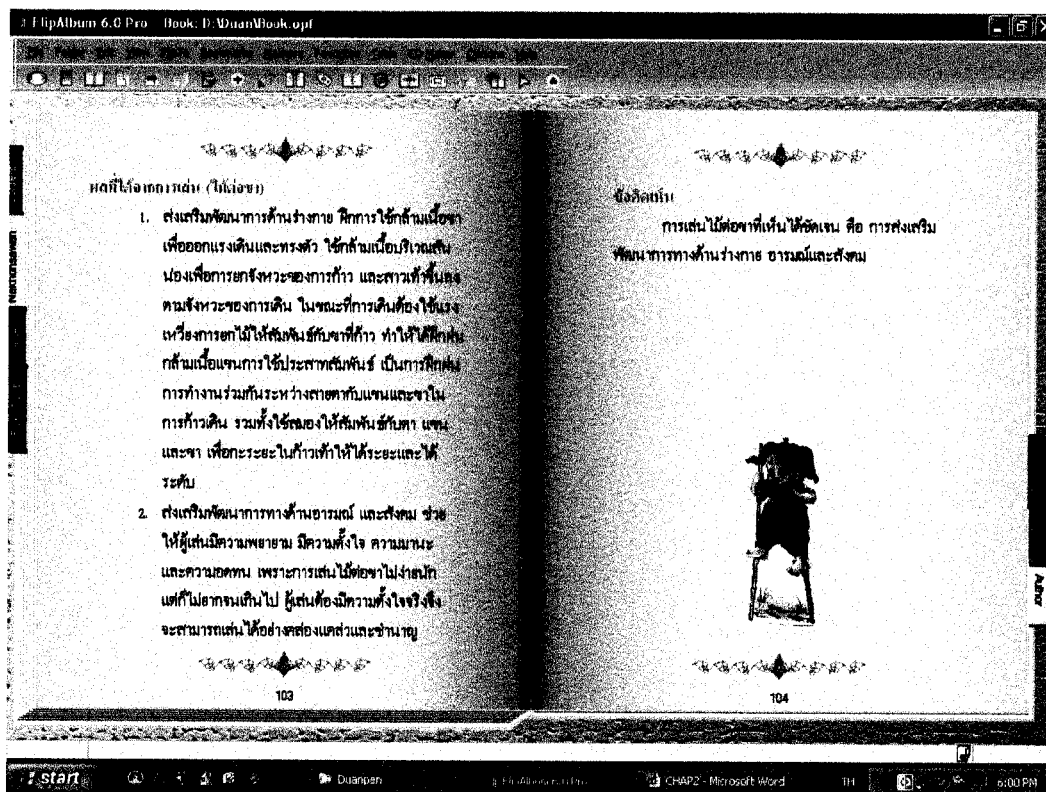 FlipAlbum 6.0 Pro Book: D:\Duan\Book.opf
ผลที่ได้จากการเล่น (ไม้ต่อขา)
1. ส่งเสริมพัฒนาการด้านร่างกาย ฝึกการใช้กล้ามเนื้อขา
เพื่อออกแรงเดินและทรงตัว ใช้กล้ามเนื้อบริเวณส้น
น่องเพื่อการยกจังหวะของการก้าว และสาวเท้าขึ้นลง
ตามจังหวะของการเดิน ในขณะที่การเดินต้องใช้แรง
เหวี่ยงการยกไม้ให้สัมพันธ์กับขาที่ก้าว ทำให้ได้ฝึกฝน
กล้ามเนื้อแขนการใช้ประสาทสัมพันธ์ เป็นการฝึกฝน
การทำงานร่วมกันระหว่างสายตากับแขนและขาใน
การก้าวเดิน รวมทั้งใช้สมองให้สัมพันธ์กับตา แขน
และขา เพื่อกะระยะในก้าวเท้าให้ได้ระยะและได้
ระดับ
2. ส่งเสริมพัฒนาการทางด้านอารมณ์ และสังคม ช่วย
ให้ผู้เล่นมีความพยายาม มีความตั้งใจ ความมานะ
และความอดทน เพราะการเล่นไม้ต่อขาไม่ง่ายนัก
แต่ก็ไม่ยากจนเกินไป ผู้เล่นต้องมีความตั้งใจจริงจึง
จะสามารถเล่นได้อย่างคล่องแคล่วและชำนาญ
103
ข้อคิดเห็น
การเล่นไม้ต่อขาที่เห็นได้ชัดเจน คือ การส่งเสริม
พัฒนาการทางด้านร่างกาย อารมณ์และสังคม
104
Author
start Duanpen FlipAlbum 6.0 Pro CHAP2 - Microsoft Word TH 6:00 PM